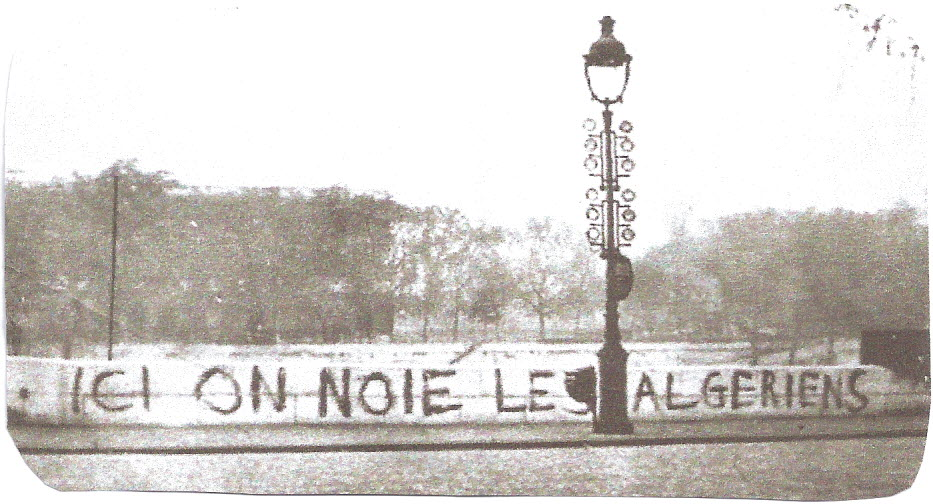 ICI ON NOIE LES ALGERIENS